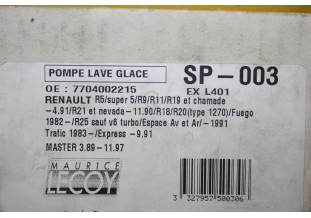 POMPE LAVE GLACE
SP-003
OE : 7704002215
EX L401
RENAULT R5/super 5/R9/R11/R19 et chamade
-4.91/R21 et nevada-11.90/R18/R20(type 1270)/Fuego
1982-/R25 sauf v6 turbo/Espace Av et Ar/-1991
Trafic 1983-/Express -9.91
MASTER 3.89-11.97
MAURICE
LECOY
3 327957 500306